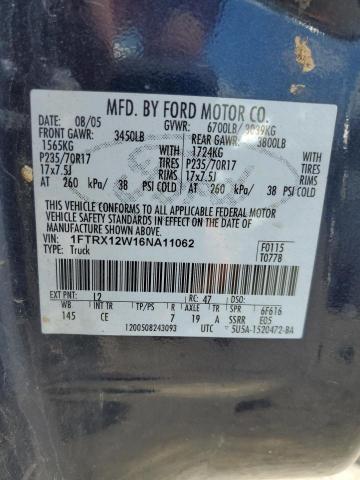 MFD. BY FORD MOTOR CO.
DATE: 08/05 GVWR: 6700LB/ 3039KG
FRONT GAWR: 3450LB REAR GAWR: 3800LB
1565KG WITH 1724KG WITH
P235/70R17 TIRES P235/70R17 TIRES
17x7.5J RIMS 17x7.5J RIMS
AT 260 kPa/ 38 PSI COLD AT 260 kPa/ 38 PSI COLD
THIS VEHICLE CONFORMS TO ALL APPLICABLE FEDERAL MOTOR
VEHICLE SAFETY STANDARDS IN EFFECT ON THE DATE OF
MANUFACTURE SHOWN ABOVE.
VIN: 1FTRX12W16NA11062 F0115
TYPE: Truck T0778
EXT PNT: L2 RC: 47 DSO:
WB INT TR TP/PS R AXLE TR SPR 6F616
145 CE 7 19 A SSRR E05
1200508243093 UTC 5U5A-1520472-BA